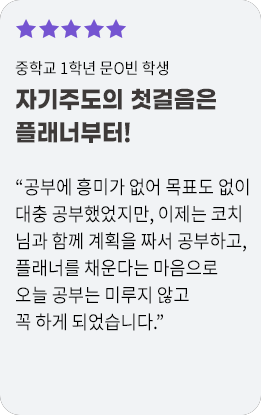 중학교 1학년 문O빈 학생
자기주도의 첫걸음은
플래너부터!
“공부에 흥미가 없어 목표도 없이
대충 공부했었지만, 이제는 코치
님과 함께 계획을 짜서 공부하고,
플래너를 채운다는 마음으로
오늘 공부는 미루지 않고
꼭 하게 되었습니다.”